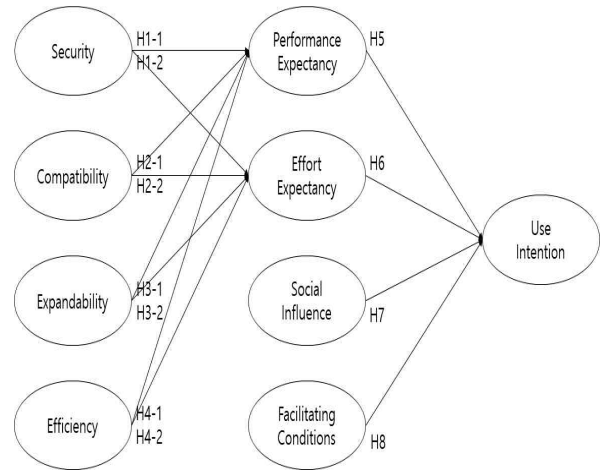 Security
H1-1
H1-2
Performance
Expectancy
H5
Compatibility
H2-1
H2-2
Effort
Expectancy
H6
Use
Intention
Expandability
H3-1
H3-2
Social
Influence
H7
Efficiency
H4-1
H4-2
Facilitating
Conditions
H8